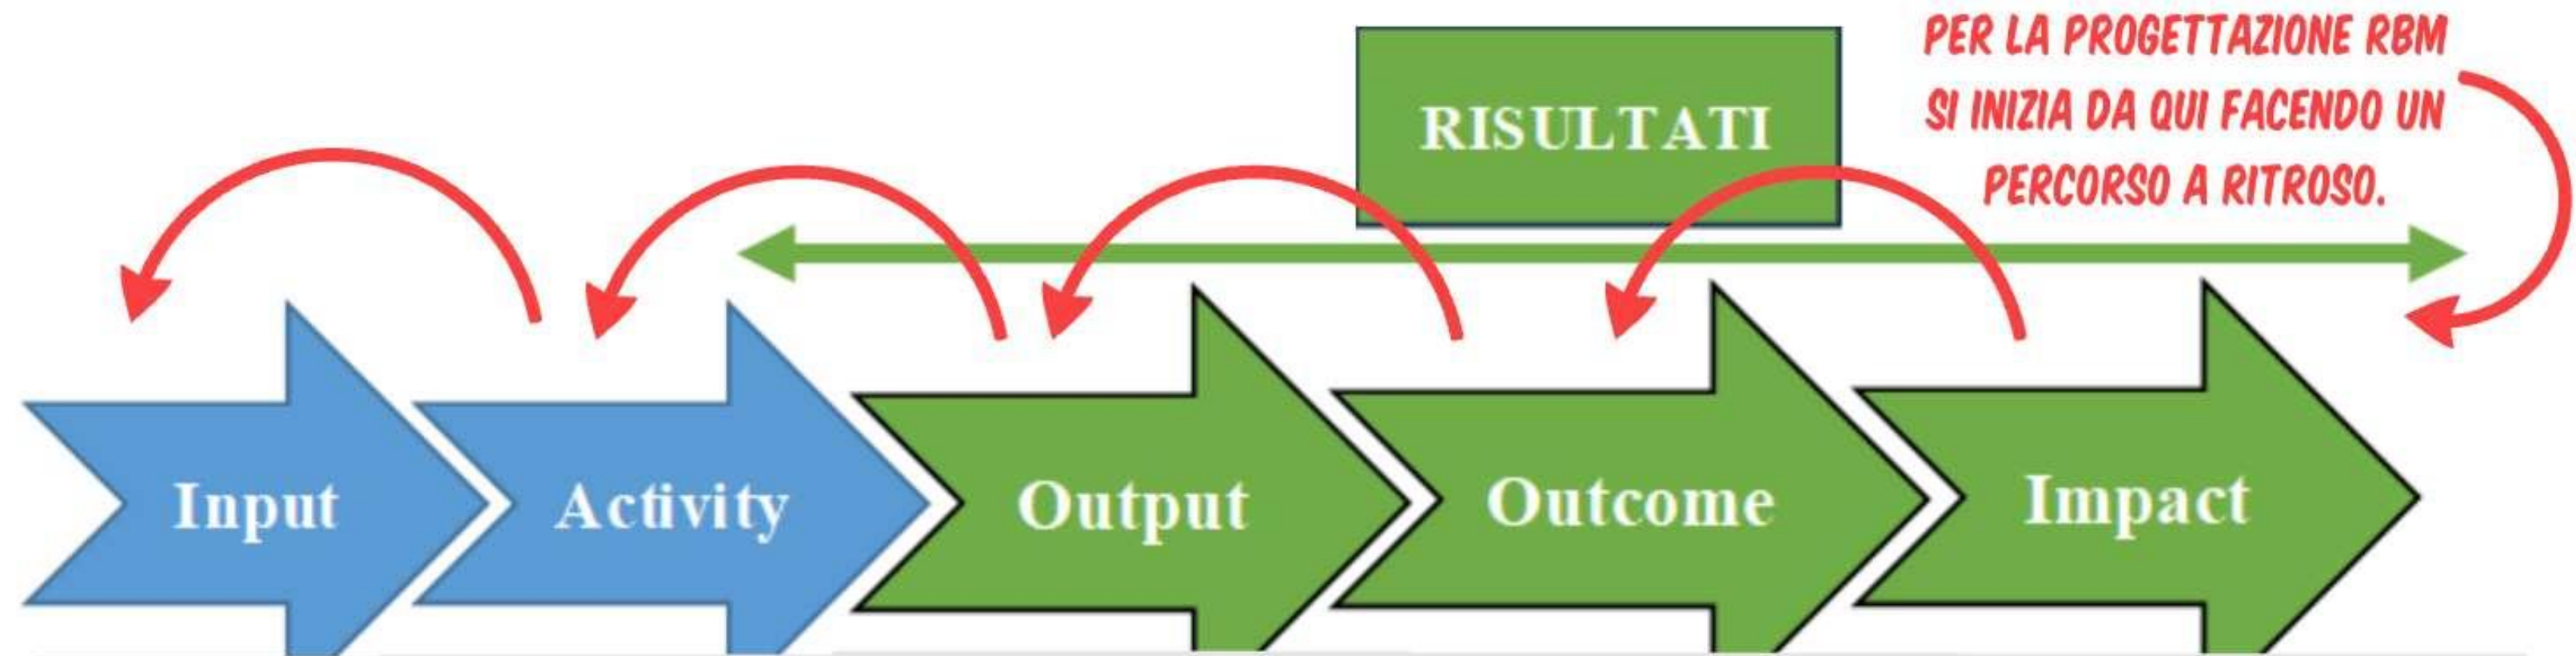 PER LA PROGETTAZIONE RBM
SI INIZIA DA QUI FACENDO UN
PERCORSO A RITROSO.
RISULTATI
Input
Activity
Output
Outcome
Impact